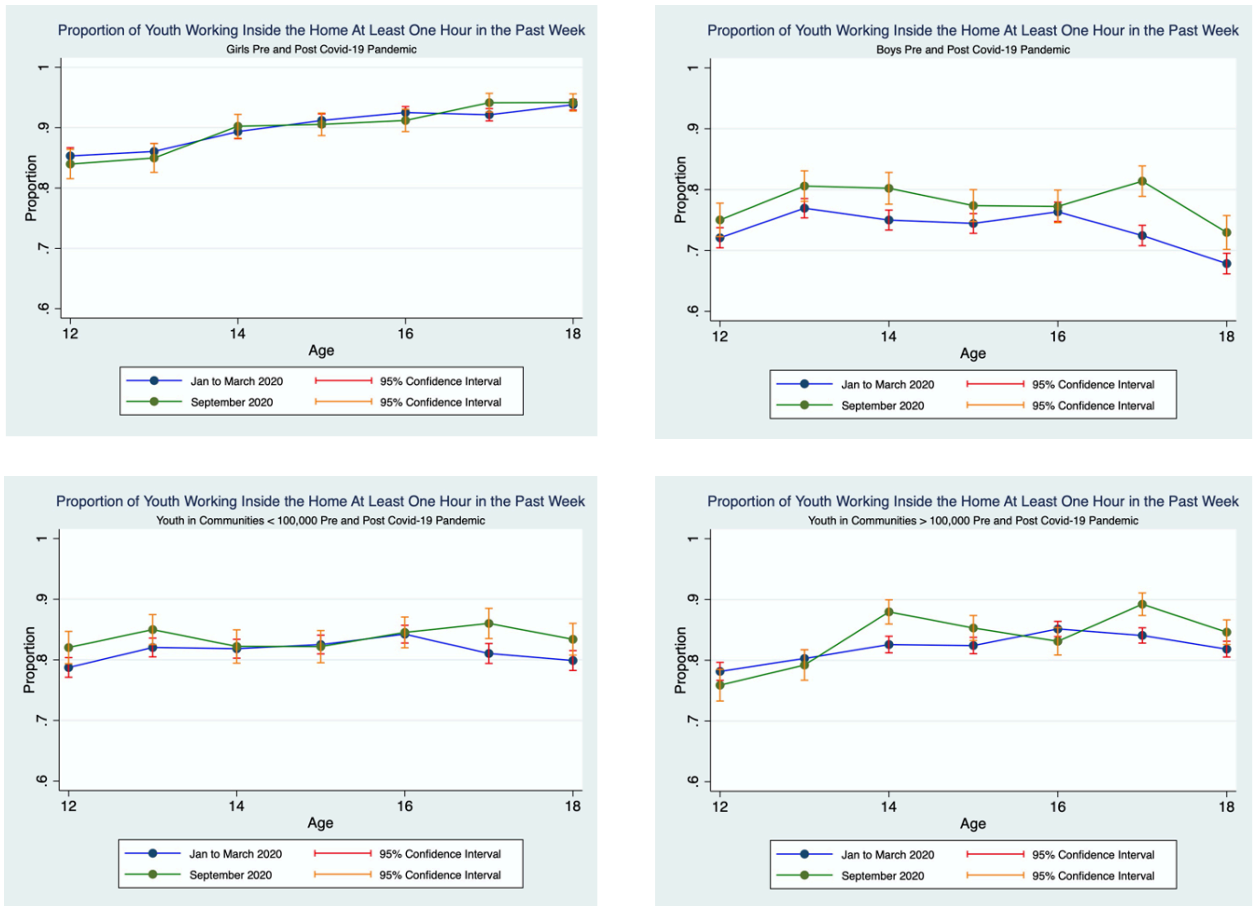 Proportion of Youth Working Inside the Home At Least One Hour in the Past Week
Girls Pre and Post Covid-19 Pandemic
1
.9
.8
.7
.6
Proportion
12
14
16
18
Age
Jan to March 2020
95% Confidence Interval
September 2020
95% Confidence Interval
Proportion of Youth Working Inside the Home At Least One Hour in the Past Week
Boys Pre and Post Covid-19 Pandemic
1
.9
.8
.7
.6
Proportion
12
14
16
18
Age
Jan to March 2020
95% Confidence Interval
September 2020
95% Confidence Interval
Proportion of Youth Working Inside the Home At Least One Hour in the Past Week
Youth in Communities < 100,000 Pre and Post Covid-19 Pandemic
1
.9
.8
.7
.6
Proportion
12
14
16
18
Age
Jan to March 2020
95% Confidence Interval
September 2020
95% Confidence Interval
Proportion of Youth Working Inside the Home At Least One Hour in the Past Week
Youth in Communities > 100,000 Pre and Post Covid-19 Pandemic
1
.9
.8
.7
.6
Proportion
12
14
16
18
Age
Jan to March 2020
95% Confidence Interval
September 2020
95% Confidence Interval